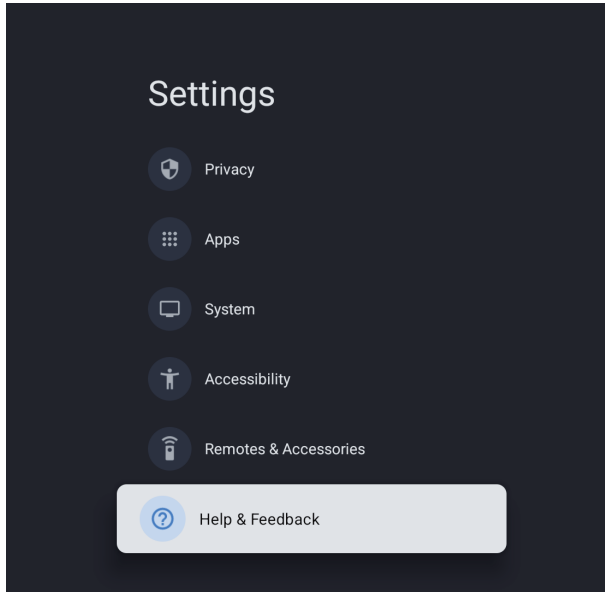 Settings
Privacy
Apps
System
Accessibility
Remotes & Accessories
Help & Feedback